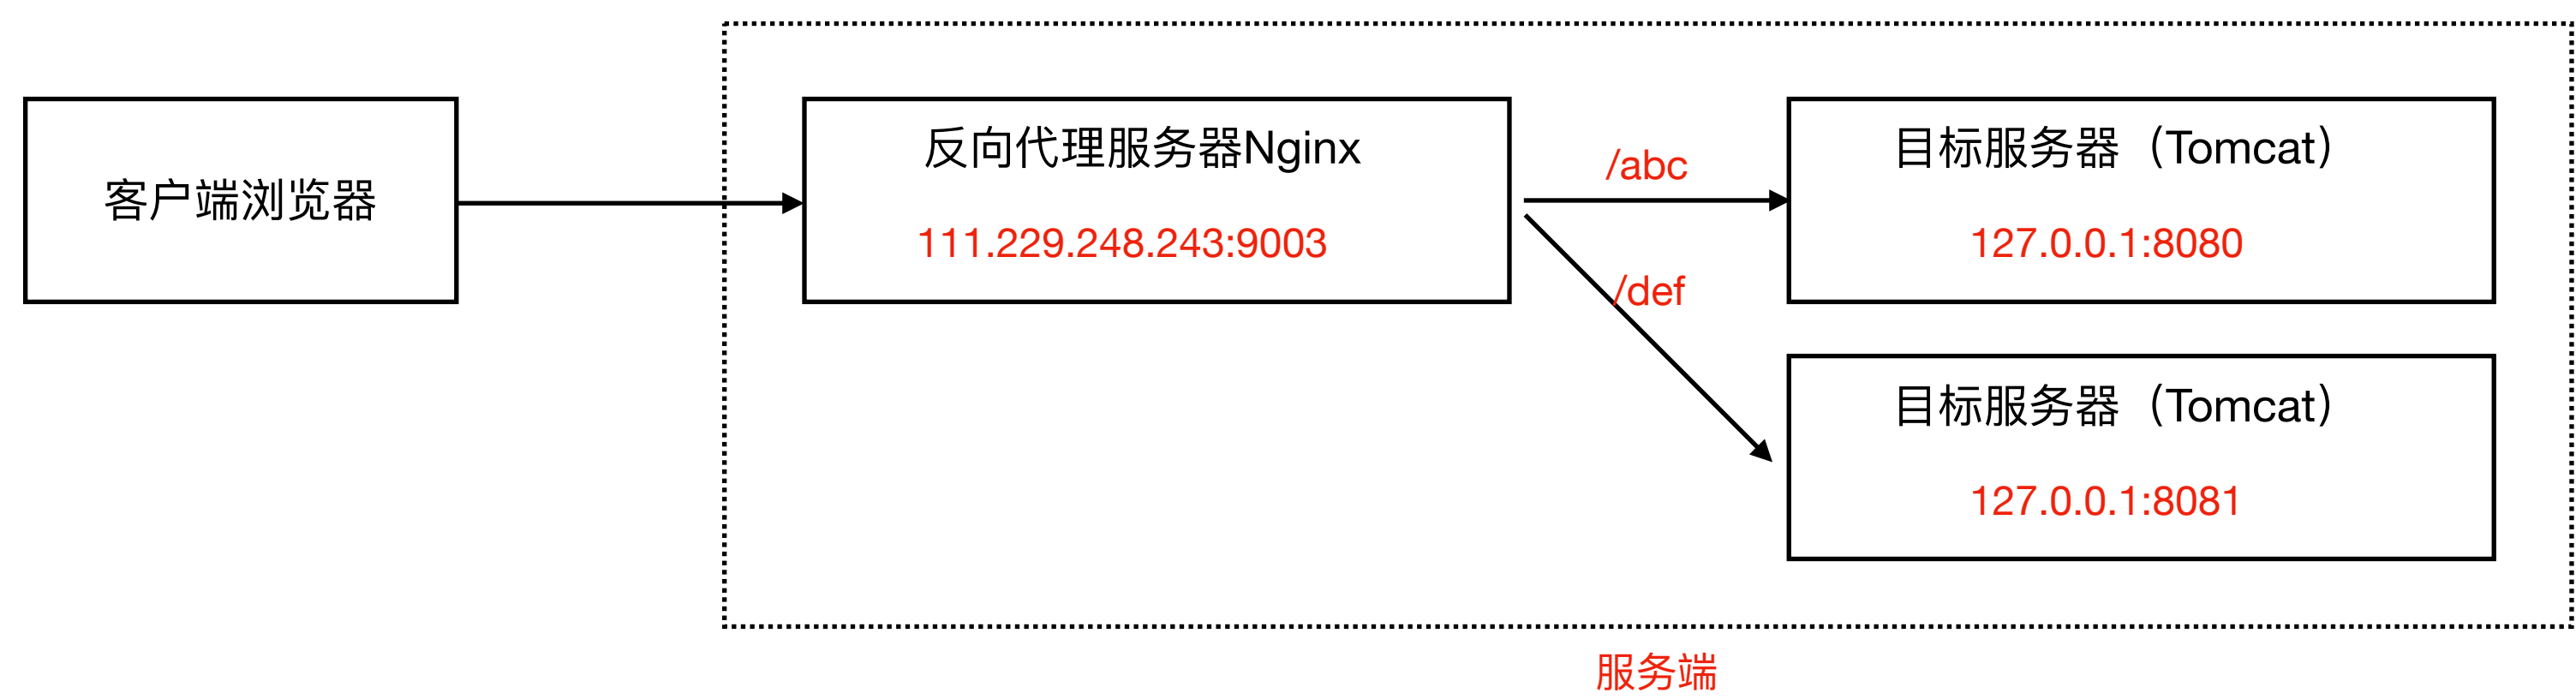 客户端浏览器
反向代理服务器Nginx
111.229.248.243:9003
/abc
/def
目标服务器（Tomcat）
127.0.0.1:8080
目标服务器（Tomcat）
127.0.0.1:8081
服务端